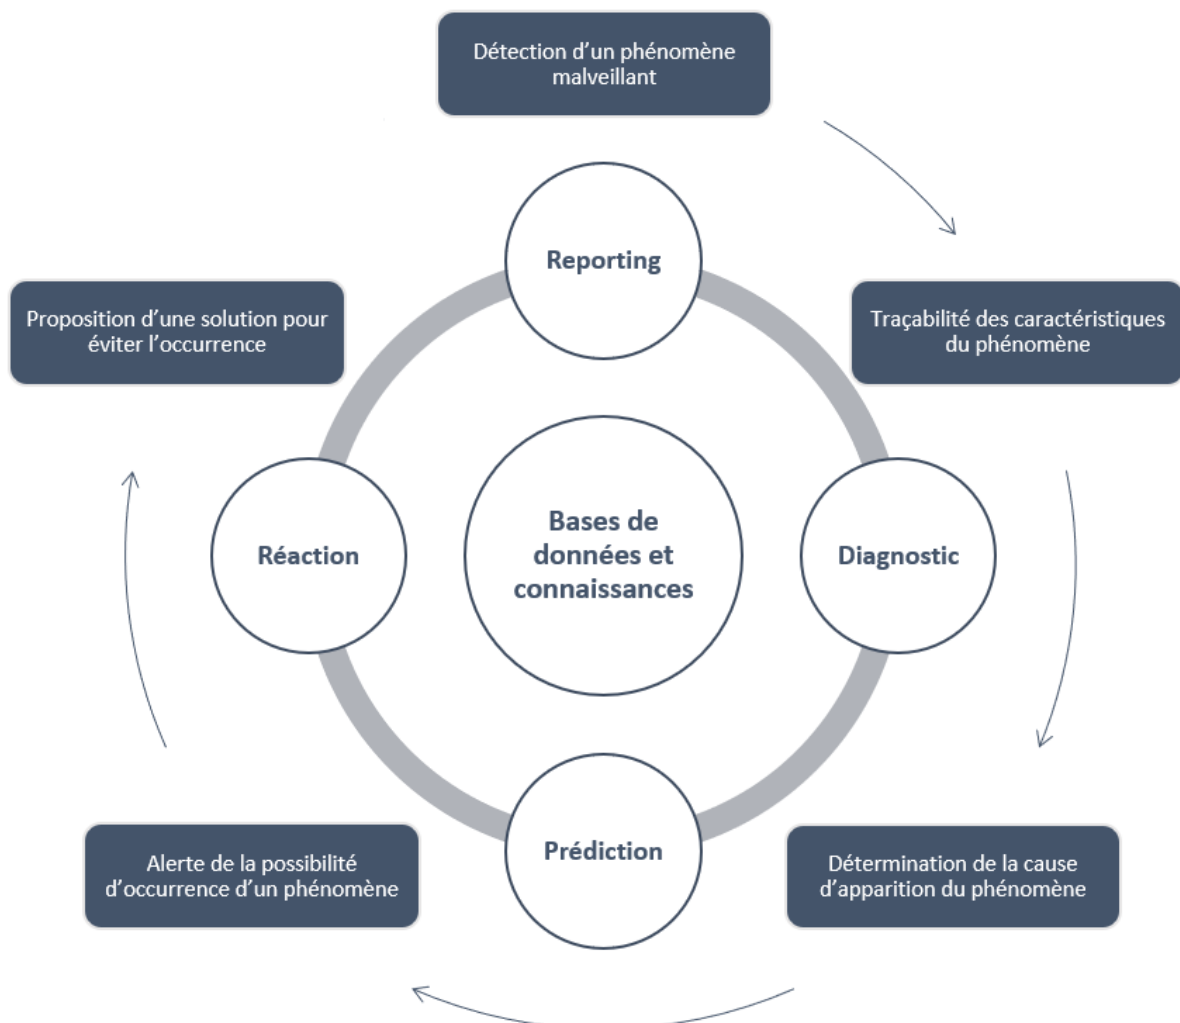 Détection d'un phénomène
malveillant
Reporting
Proposition d'une solution pour
éviter l'occurrence
Traçabilité des caractéristiques
du phénomène
Réaction
Bases de
données et
connaissances
Diagnostic
Prédiction
Alerte de la possibilité
d'occurrence d'un phénomène
Détermination de la cause
d'apparition du phénomène